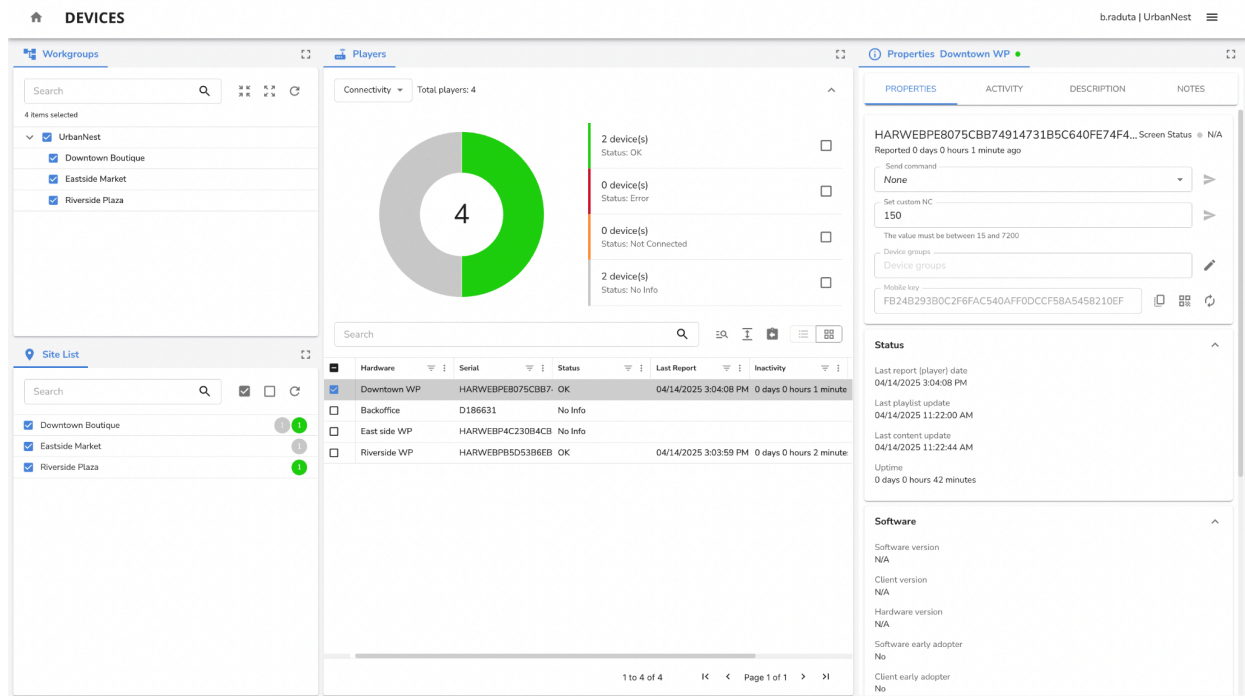 DEVICES
b.raduta | UrbanNest
Workgroups
Search
4 items selected
UrbanNest
Downtown Boutique
Eastside Market
Riverside Plaza
Site List
Search
Downtown Boutique 1 1
Eastside Market 1
Riverside Plaza 1
Players
Connectivity Total players: 4
4
2 device(s)
Status: OK
0 device(s)
Status: Error
0 device(s)
Status: Not Connected
2 device(s)
Status: No Info
Search
Hardware Serial Status Last Report Inactivity
Downtown WP HARWEBPE8075CBB7 OK 04/14/2025 3:04:08 PM 0 days 0 hours 1 minute
Backoffice D186631 No Info
East side WP HARWEBP4C230B4CB No Info
Riverside WP HARWEBPB5D53B6EB OK 04/14/2025 3:03:59 PM 0 days 0 hours 2 minute
1 to 4 of 4 Page 1 of 1
Properties Downtown WP
PROPERTIES ACTIVITY DESCRIPTION NOTES
HARWEBPE8075CBB74914731B5C640FE74F4... Screen Status N/A
Reported 0 days 0 hours 1 minute ago
Send command
None
Set custom NC
150
The value must be between 15 and 7200
Device groups
Device groups
Mobile key
FB24B293B0C2F6FAC540AFF0DCCF58A5458210EF
Status
Last report (player) date
04/14/2025 3:04:08 PM
Last playlist update
04/14/2025 11:22:00 AM
Last content update
04/14/2025 11:22:44 AM
Uptime
0 days 0 hours 42 minutes
Software
Software version
N/A
Client version
N/A
Hardware version
N/A
Software early adopter
No
Client early adopter
No